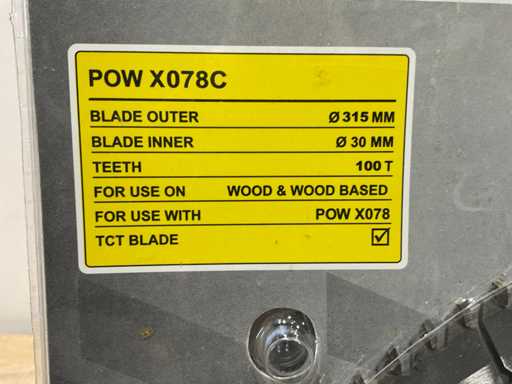 POW X078C
BLADE OUTER Ø 315 MM
BLADE INNER Ø 30 MM
TEETH 100 T
FOR USE ON WOOD & WOOD BASED
FOR USE WITH POW X078
TCT BLADE ☑